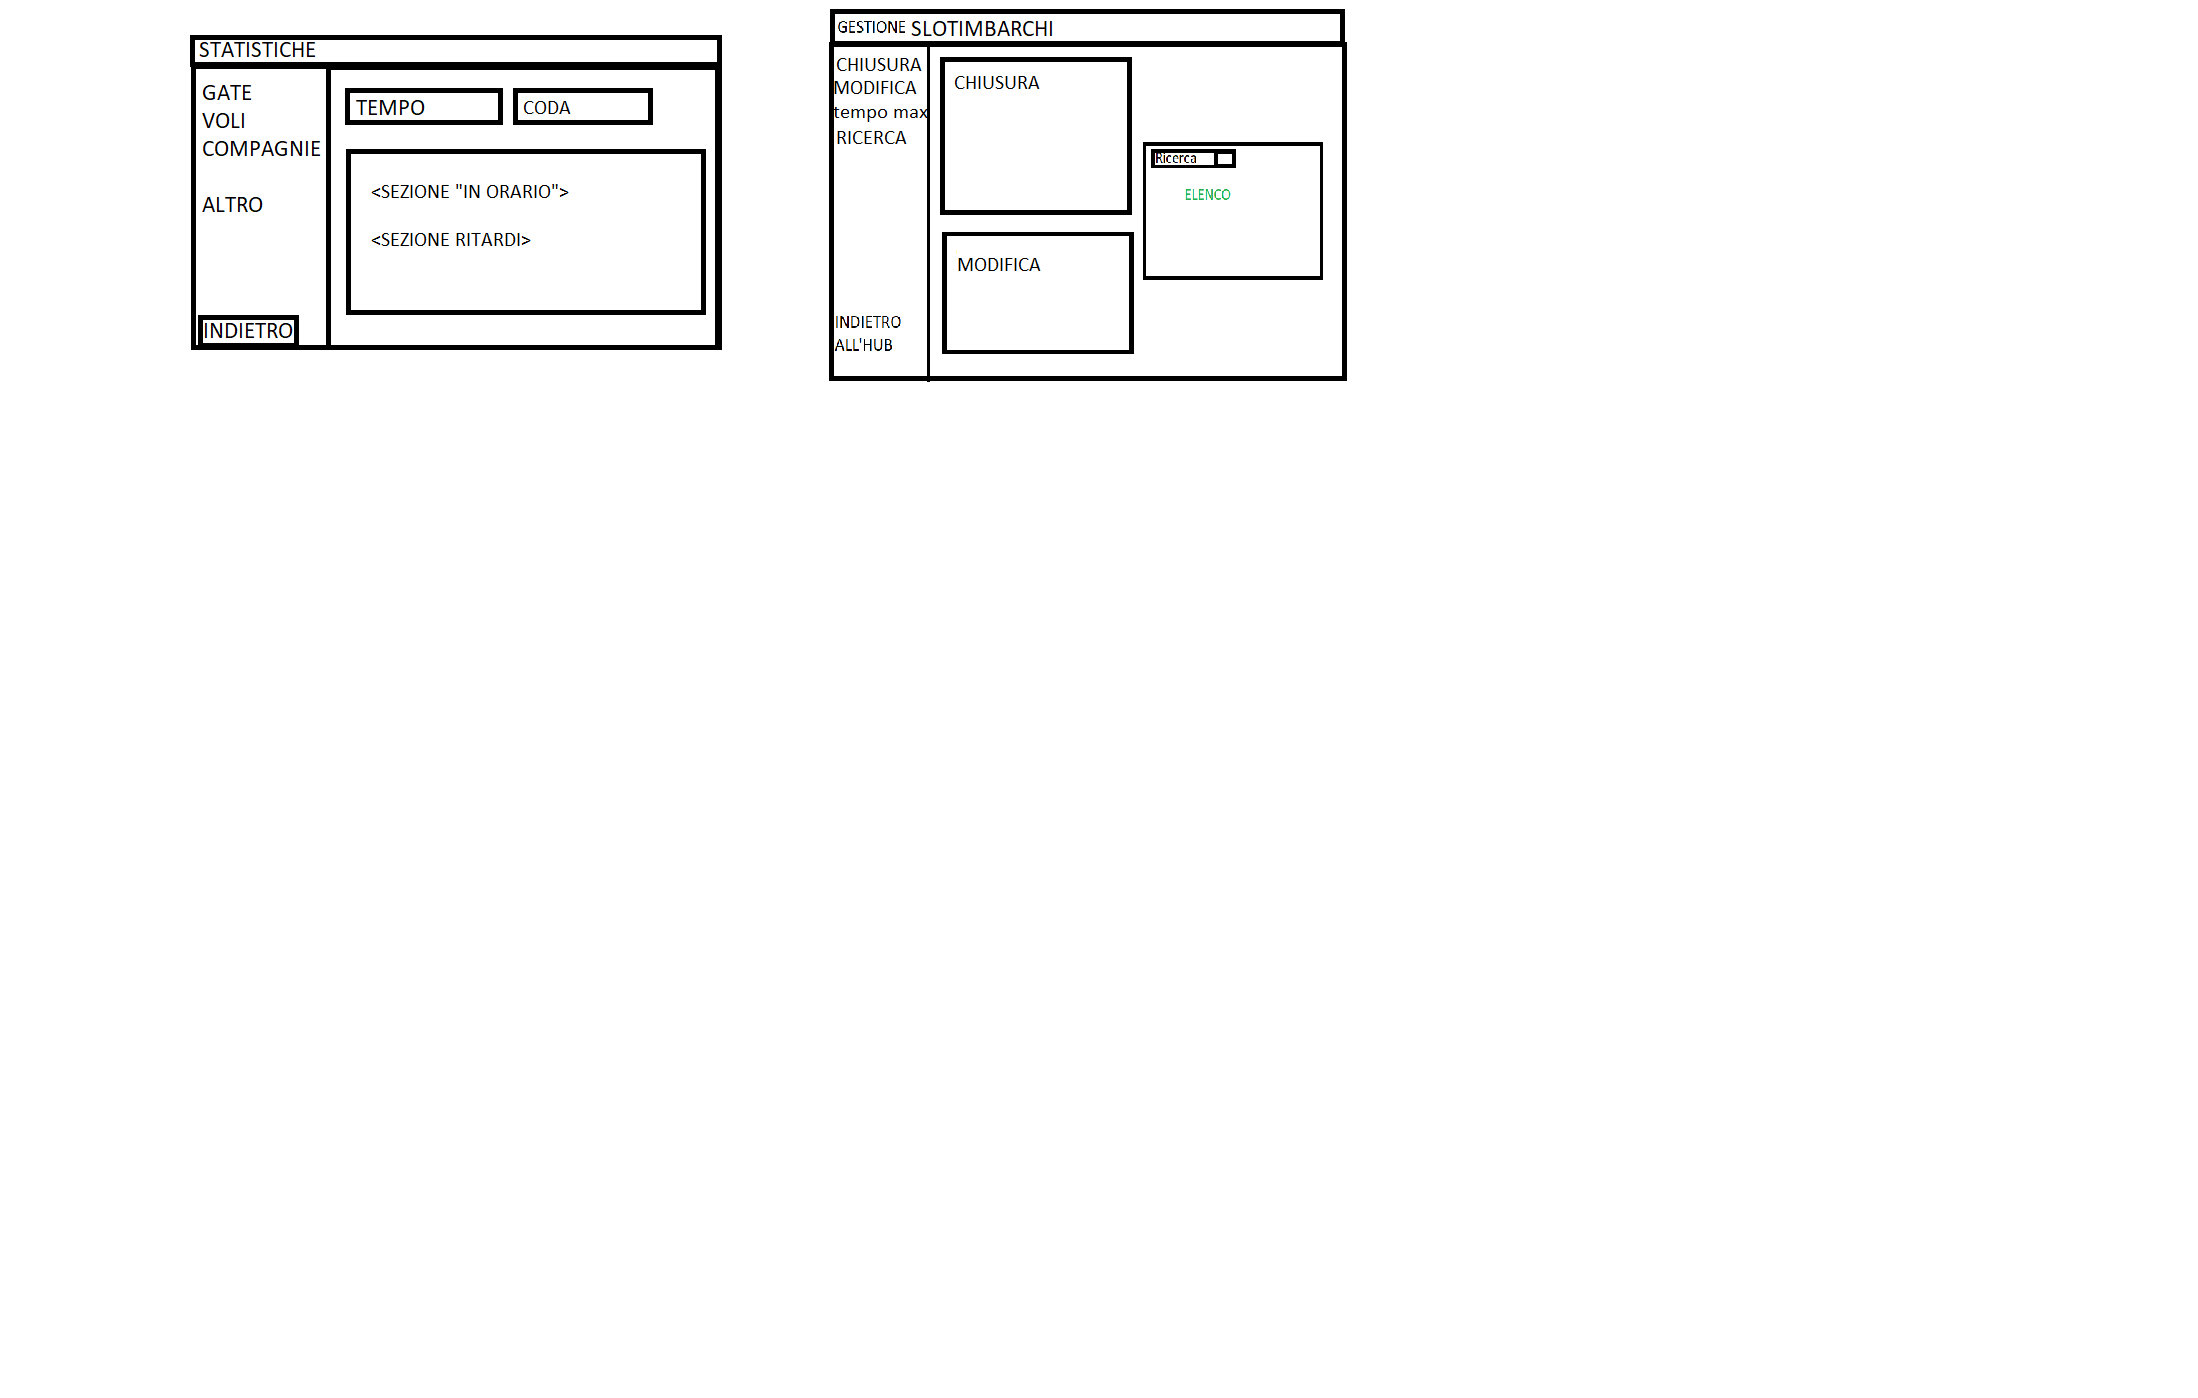 STATISTICHE
GATE
VOLI
COMPAGNIE
ALTRO
INDIETRO
TEMPO
CODA
<SEZIONE "IN ORARIO">
<SEZIONE RITARDI>
GESTIONE SLOTIMBARCHI
CHIUSURA
MODIFICA
tempo max
RICERCA
INDIETRO
ALL'HUB
CHIUSURA
MODIFICA
Ricerca
ELENCO